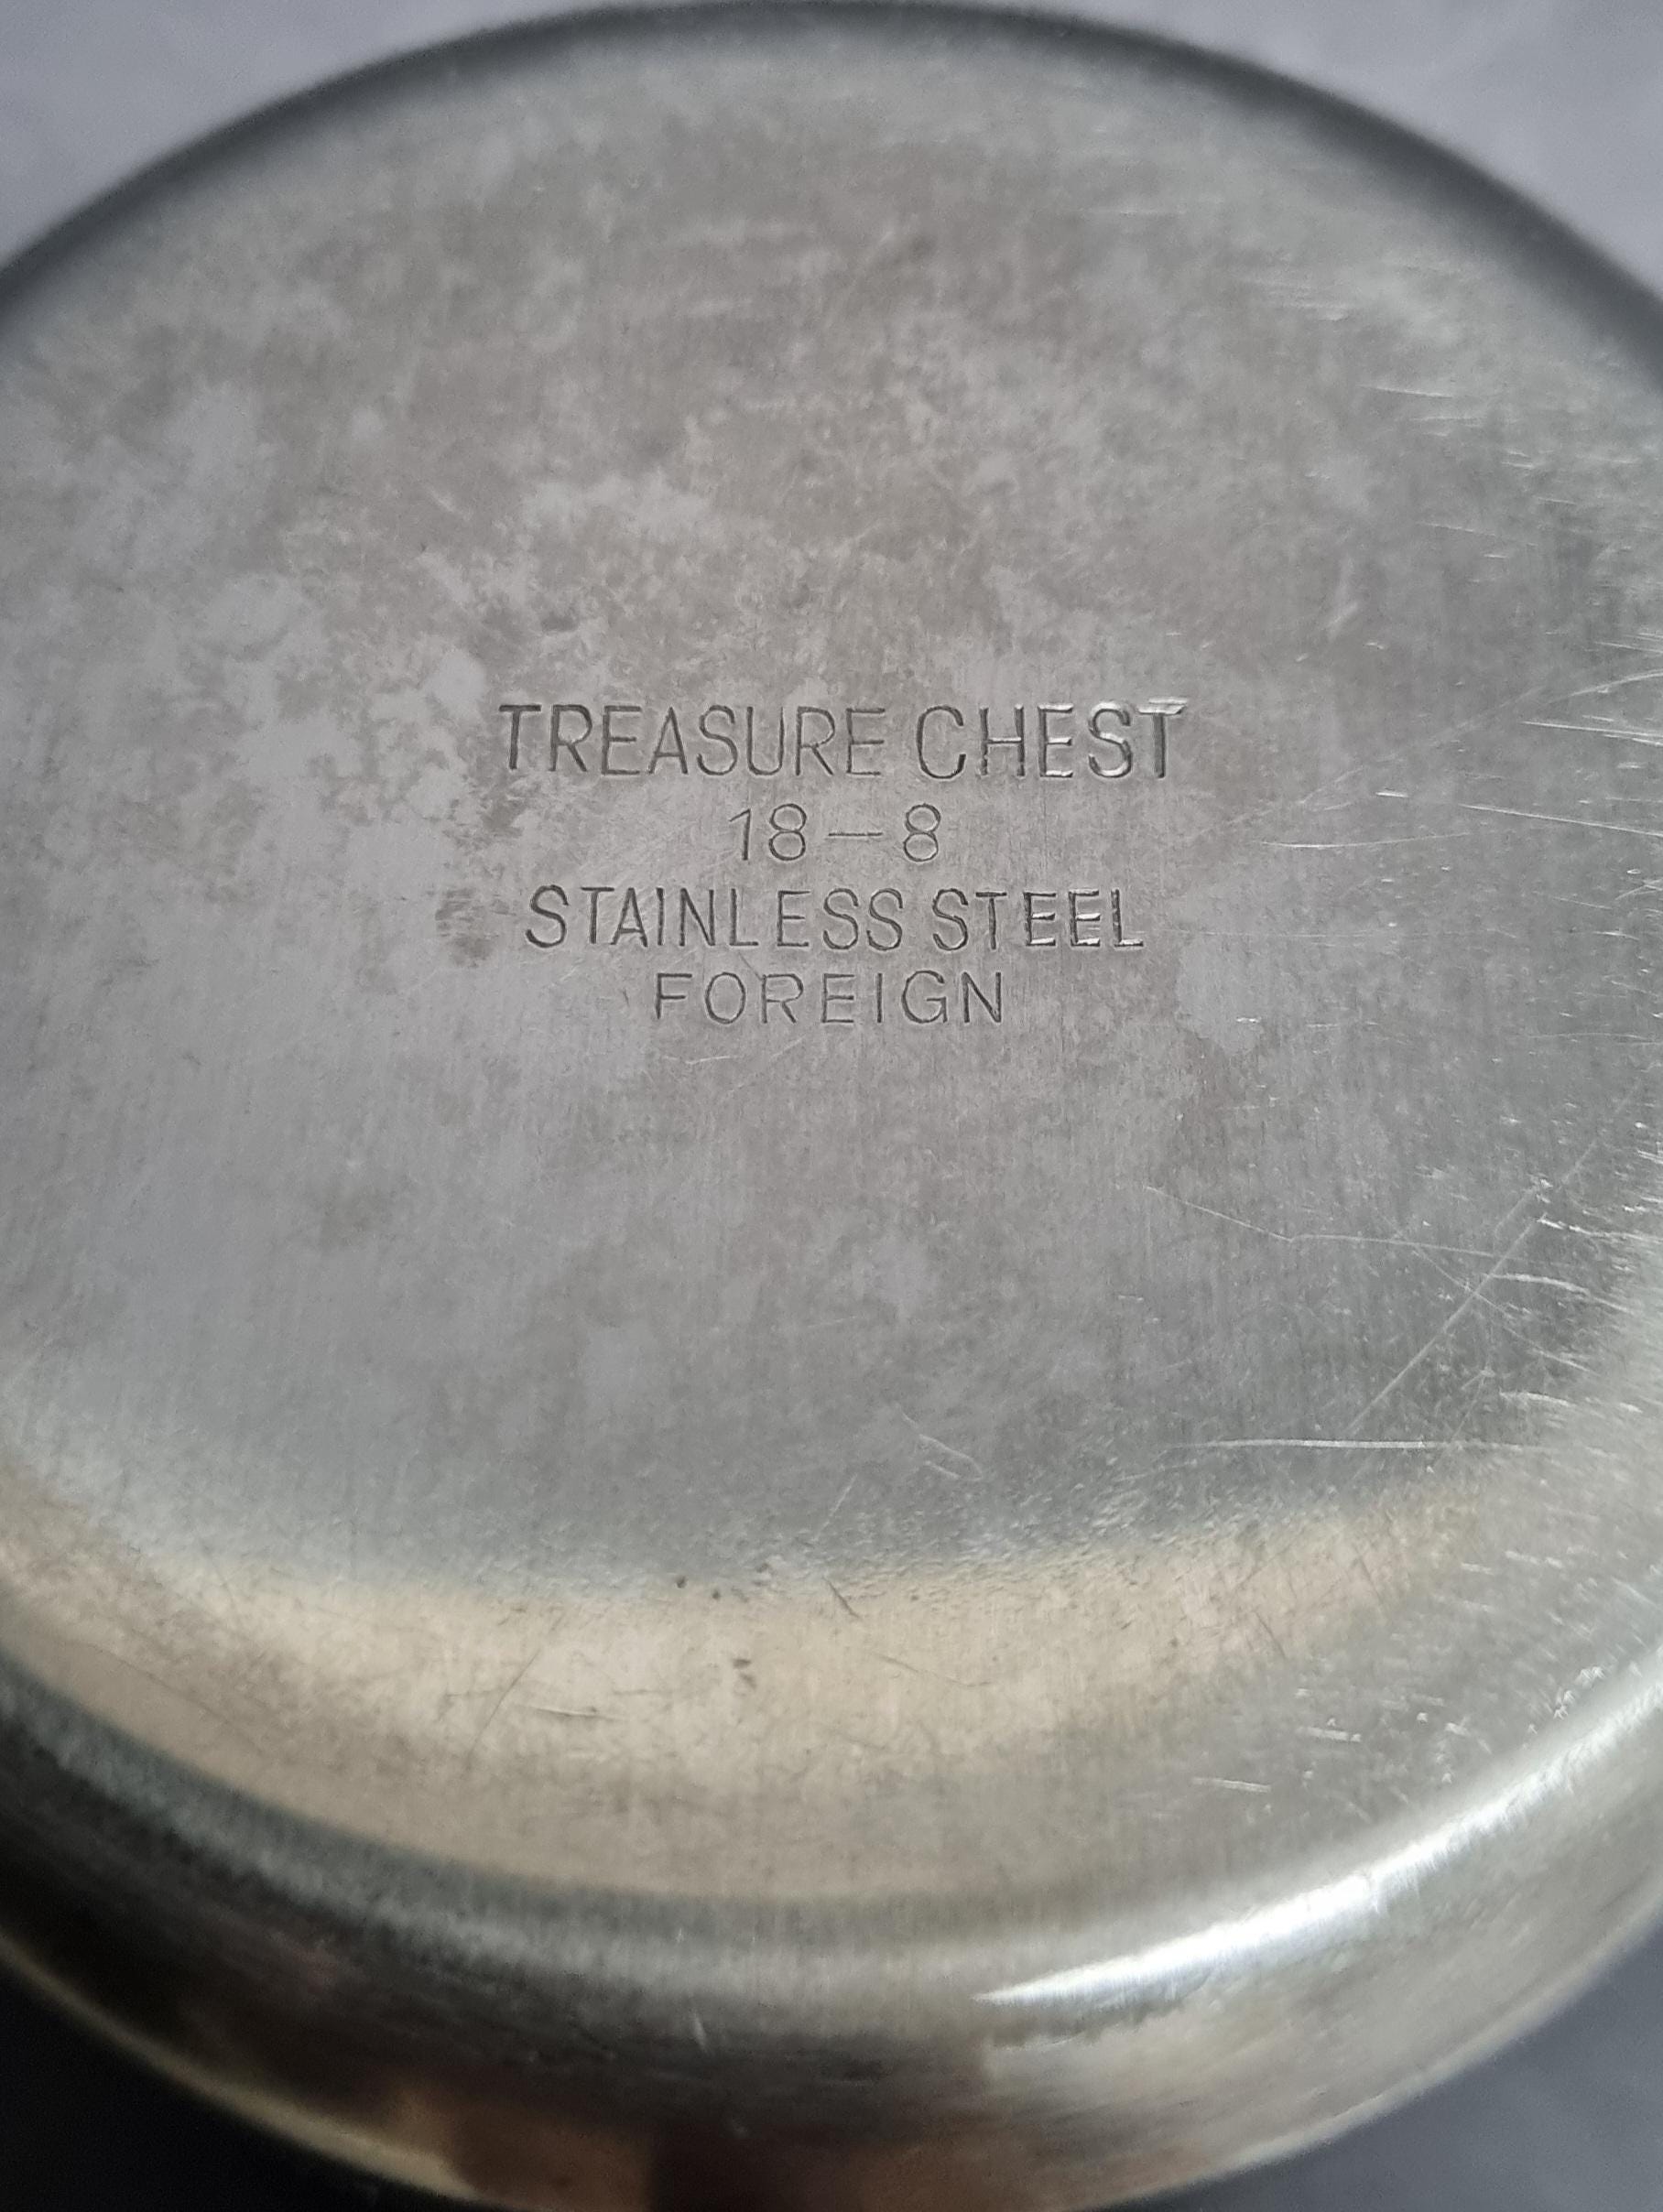 TREASURE CHEST
18-8
STAINLESS STEEL
FOREIGN